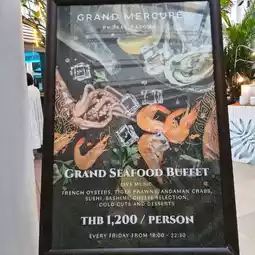 GRAND MERCURE
GRAND SEAFOOD BUFFET
LIVE MUSIC
FRENCH OYSTERS, TIGER PRAWNS, ANDAMAN CRABS,
SUSHI, SASHIMI, CHEESE SELECTION,
COLD CUTS AND DESSERTS
THB 1,200 / PERSON
EVERY FRIDAY FROM 18:00 - 22:30